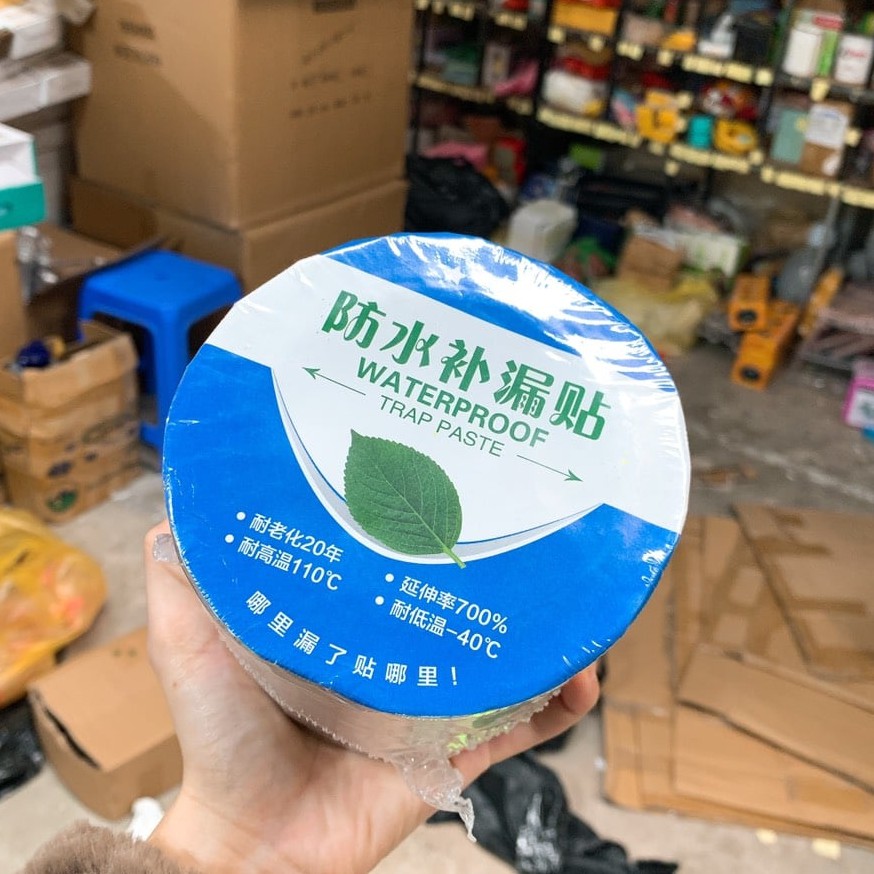 防水补漏贴
WATERPROOF
TRAP PASTE
耐老化20年
耐高温110℃
延伸率700%
耐低温-40℃
哪里漏了贴哪里！